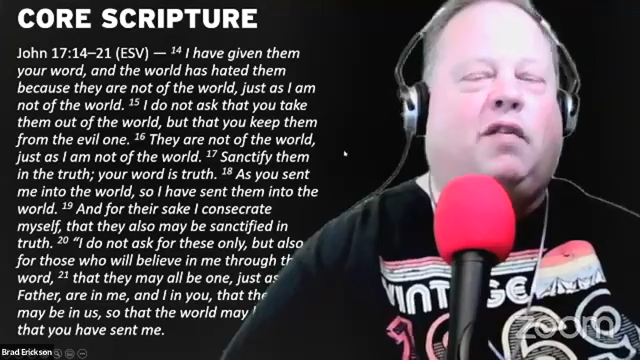 CORE SCRIPTURE
John 17:14–21 (ESV) — 14 I have given them
your word, and the world has hated them
because they are not of the world, just as I am
not of the world. 15 I do not ask that you take
them out of the world, but that you keep them
from the evil one. 16 They are not of the world,
just as I am not of the world. 17 Sanctify them
in the truth; your word is truth. 18 As you sent
me into the world, so I have sent them into the
world. 19 And for their sake I consecrate
myself, that they also may be sanctified in
truth. 20 “I do not ask for these only, but also
for those who will believe in me through
word, 21 that they may all be one, just as
Father, are in me, and I in you, that
may be in us, so that the world may
that you have sent me.
VINTAGE
zoom
Brad Erickson